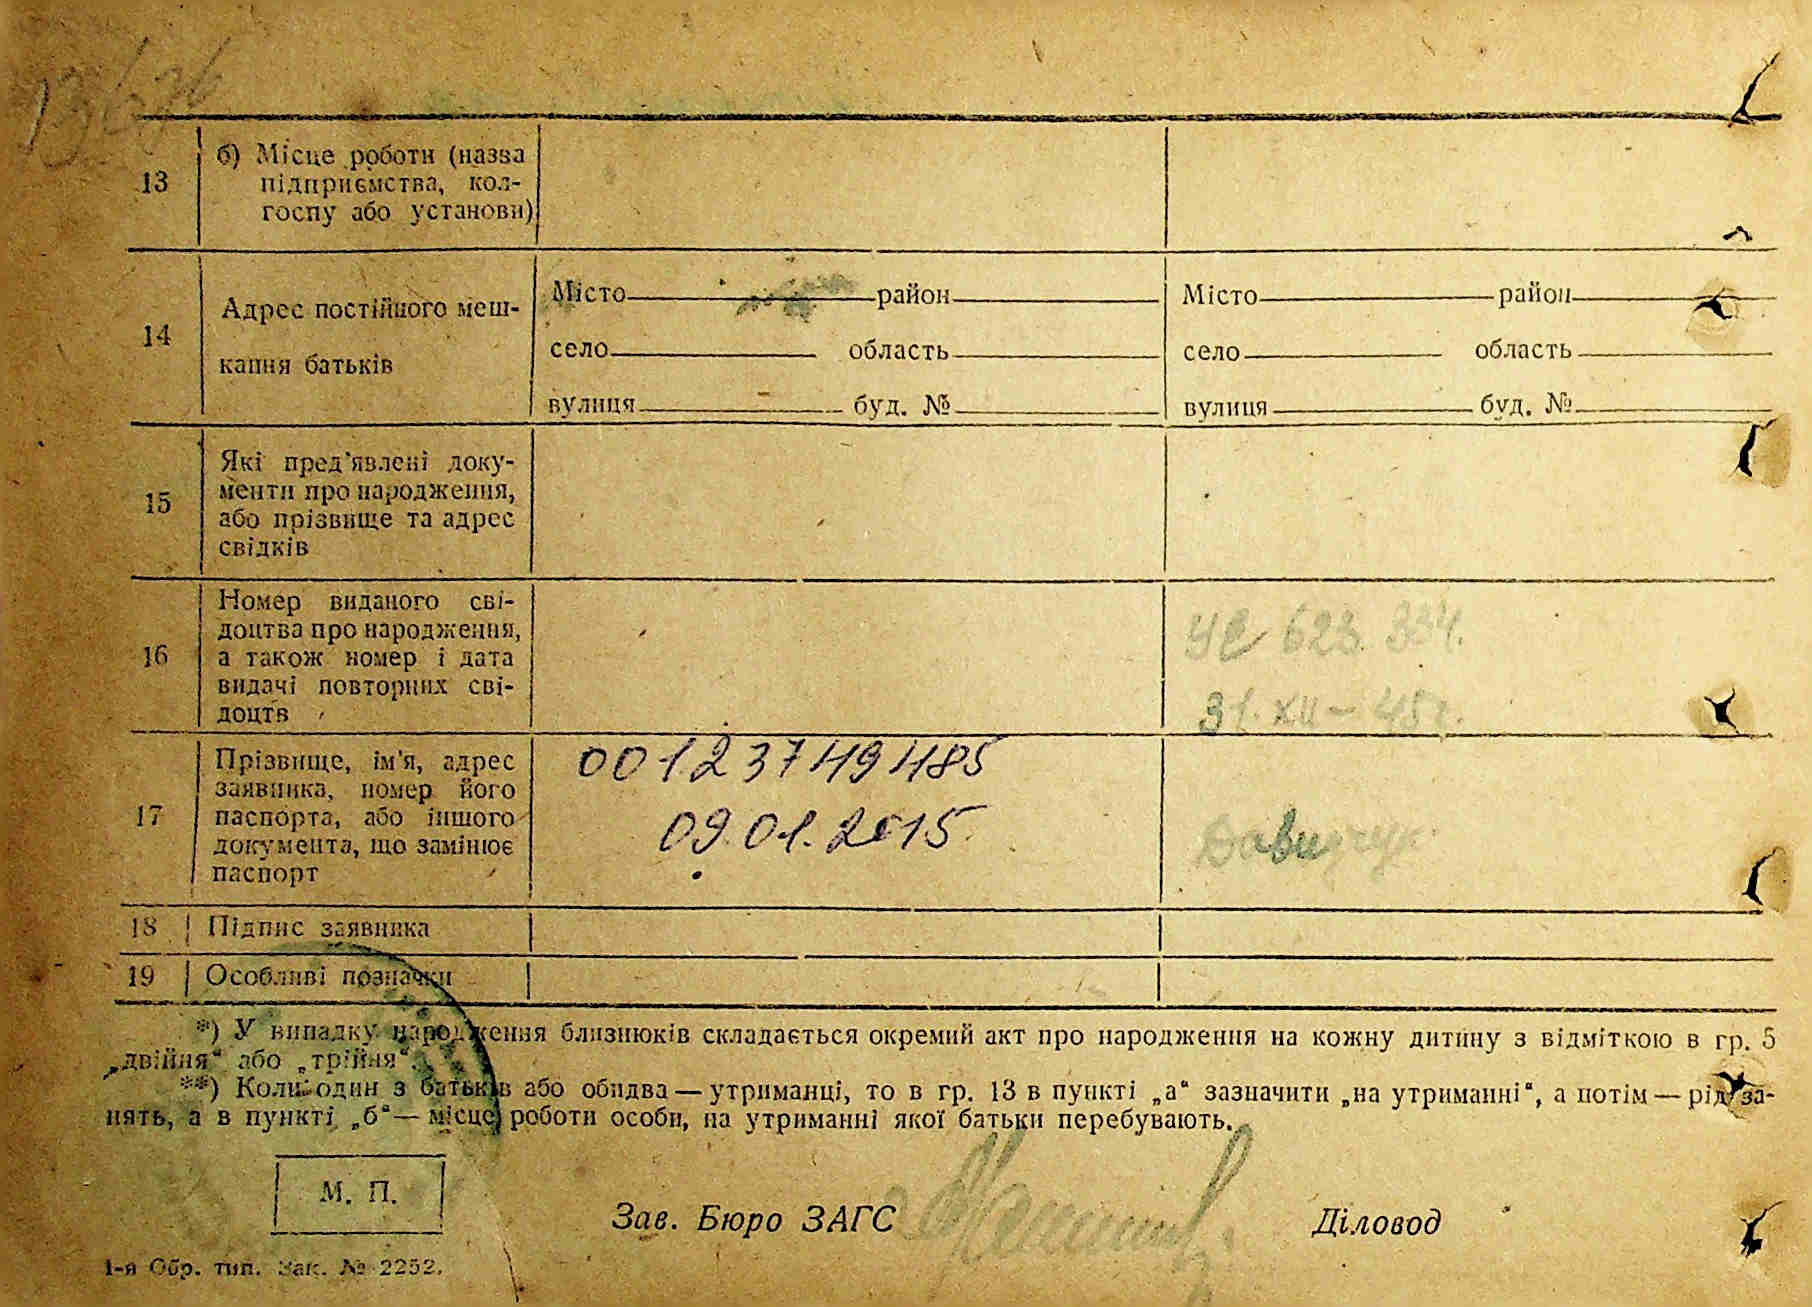 13
б) Місце роботи (назва
підприємства, кол-
госпу або установи)
14
Адрес постійного меш-
кання батьків
Місто район
село область
вулиця буд. №
Місто район
село область
вулиця буд. №
15
Які пред'явлені доку-
менти про народження,
або прізвище та адрес
свідків
16
Номер виданого сві-
доцтва про народження,
а також номер і дата
видачі повторних сві-
доцтв
УЕ 623 334.
31. XII – 45 г.
17
Прізвище, ім'я, адрес
заявника, номер його
паспорта, або іншого
документа, що замінює
паспорт
00123749485
09.01.2015
18 Підпис заявника
19 Особливі позначки
*) У випадку народження близнюків складається окремий акт про народження на кожну дитину з відміткою в гр. 5
„двійня“ або „трійня“.
**) Коли один з батьків або обидва — утриманці, то в гр. 13 в пункті „а“ зазначити „на утриманні“, а потім — рід за-
нять, а в пункті „б“ — місце роботи особи, на утриманні якої батьки перебувають.
М. П.
Зав. Бюро ЗАГС
Діловод
1-я Обр. тип. Зак. № 2252.